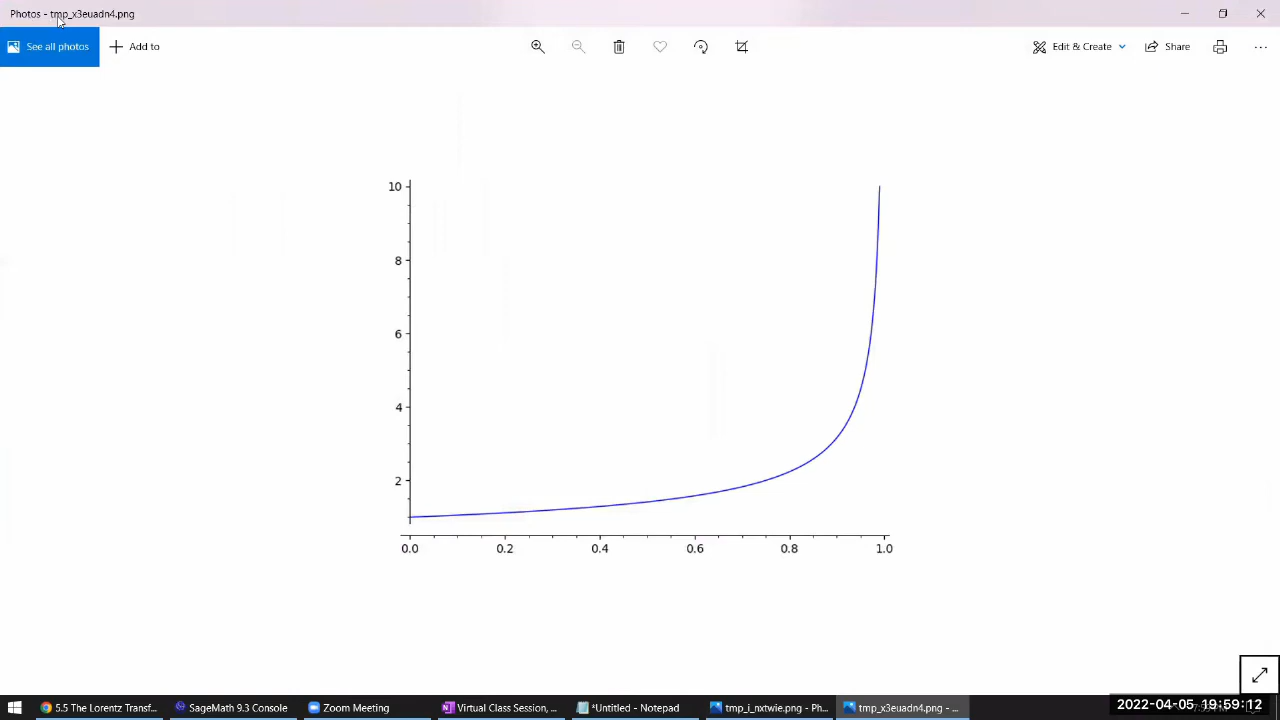 Photos - tmp_x3euadn4.png
See all photos
Add to
Edit & Create
Share
10
8
6
4
2
0.0 0.2 0.4 0.6 0.8 1.0
5.5 The Lorentz Transf...
SageMath 9.3 Console
Zoom Meeting
Virtual Class Session, ...
*Untitled - Notepad
tmp_i_nxtwie.png - Ph...
tmp_x3euadn4.png - ...
2022-04-05 19:59:12